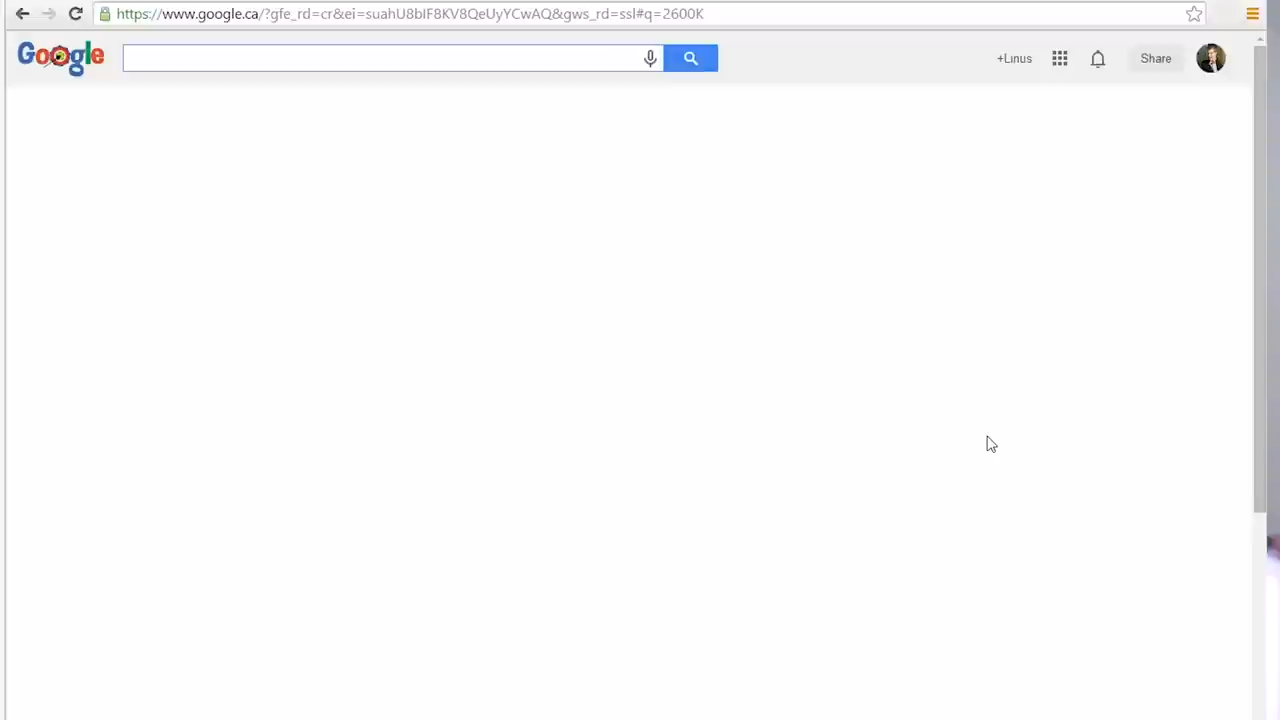 https://www.google.ca/?gfe_rd=cr&ei=suahU8bIF8KV8QeUyYCwAQ&gws_rd=ssl#q=2600K
Google
+Linus
Share